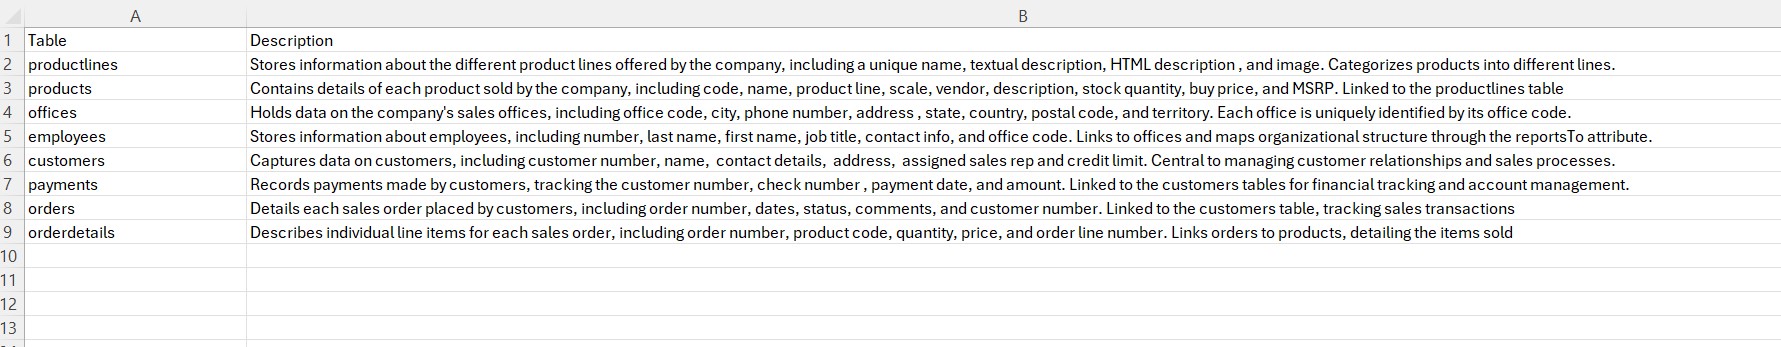 A B
1 Table Description
2 productlines Stores information about the different product lines offered by the company, including a unique name, textual description, HTML description , and image. Categorizes products into different lines.
3 products Contains details of each product sold by the company, including code, name, product line, scale, vendor, description, stock quantity, buy price, and MSRP. Linked to the productlines table
4 offices Holds data on the company's sales offices, including office code, city, phone number, address , state, country, postal code, and territory. Each office is uniquely identified by its office code.
5 employees Stores information about employees, including number, last name, first name, job title, contact info, and office code. Links to offices and maps organizational structure through the reportsTo attribute.
6 customers Captures data on customers, including customer number, name,  contact details,  address,  assigned sales rep and credit limit. Central to managing customer relationships and sales processes.
7 payments Records payments made by customers, tracking the customer number, check number , payment date, and amount. Linked to the customers tables for financial tracking and account management.
8 orders Details each sales order placed by customers, including order number, dates, status, comments, and customer number. Linked to the customers table, tracking sales transactions
9 orderdetails Describes individual line items for each sales order, including order number, product code, quantity, price, and order line number. Links orders to products, detailing the items sold
10
11
12
13